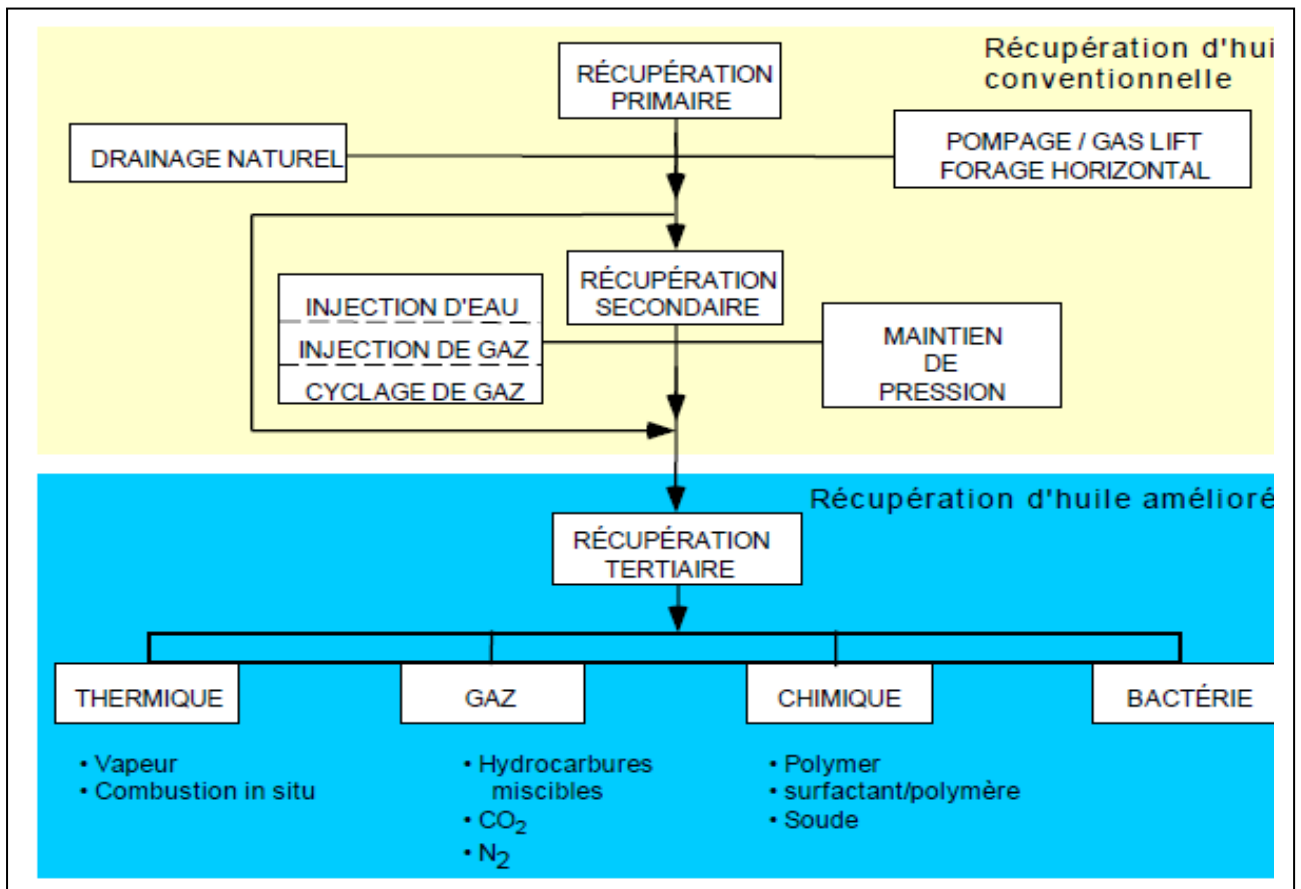 Récupération d'hui
conventionnelle
RÉCUPÉRATION
PRIMAIRE
DRAINAGE NATUREL
POMPAGE / GAS LIFT
FORAGE HORIZONTAL
RÉCUPÉRATION
SECONDAIRE
INJECTION D'EAU
INJECTION DE GAZ
CYCLAGE DE GAZ
MAINTIEN
DE
PRESSION
Récupération d'huile amélioré
RÉCUPÉRATION
TERTIAIRE
THERMIQUE
GAZ
CHIMIQUE
BACTÉRIE
• Vapeur
• Combustion in situ
• Hydrocarbures
miscibles
• CO2
• N2
• Polymer
• surfactant/polymère
• Soude